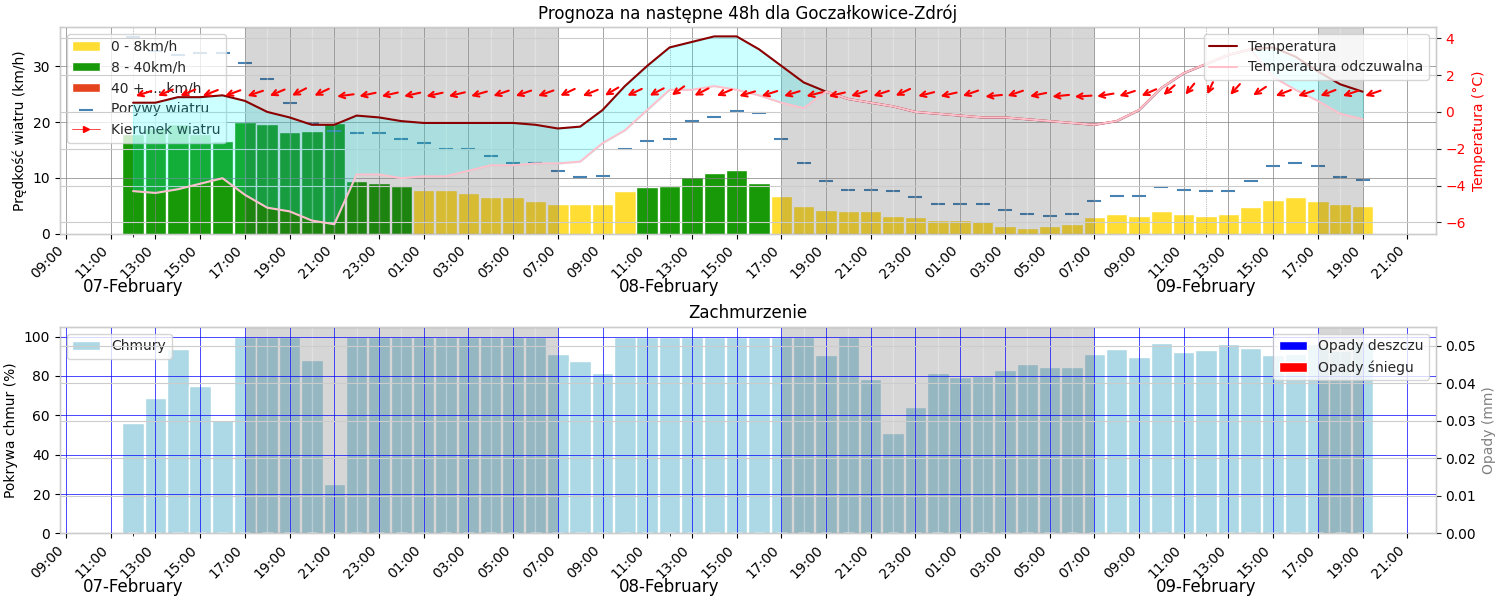 Prognoza na następne 48h dla Goczałkowice-Zdrój
0 - 8km/h
8 - 40km/h
40 + km/h
Porywy wiatru
Kierunek wiatru
Temperatura
Temperatura odczuwalna
Prędkość wiatru (km/h)
30
20
10
0
Temperatura (°C)
4
2
0
−2
−4
−6
09:00 11:00 13:00 15:00 17:00 19:00 21:00 23:00 01:00 03:00 05:00 07:00 09:00 11:00 13:00 15:00 17:00 19:00 21:00 23:00 01:00 03:00 05:00 07:00 09:00 11:00 13:00 15:00 17:00 19:00 21:00
07-February 08-February 09-February
Zachmurzenie
Chmury
Opady deszczu
Opady śniegu
Pokrywa chmur (%)
100
80
60
40
20
0
Opady (mm)
0.05
0.04
0.03
0.02
0.01
0.00
09:00 11:00 13:00 15:00 17:00 19:00 21:00 23:00 01:00 03:00 05:00 07:00 09:00 11:00 13:00 15:00 17:00 19:00 21:00 23:00 01:00 03:00 05:00 07:00 09:00 11:00 13:00 15:00 17:00 19:00 21:00
07-February 08-February 09-February